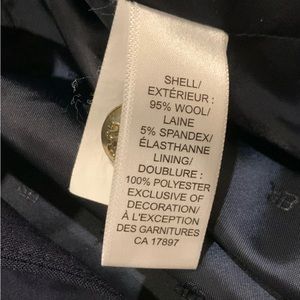 SHELL/
EXTÉRIEUR :
95% WOOL/
LAINE
5% SPANDEX/
ÉLASTHANNE
LINING/
DOUBLURE :
100% POLYESTER
EXCLUSIVE OF
DECORATION/
À L'EXCEPTION
DES GARNITURES
CA 17897